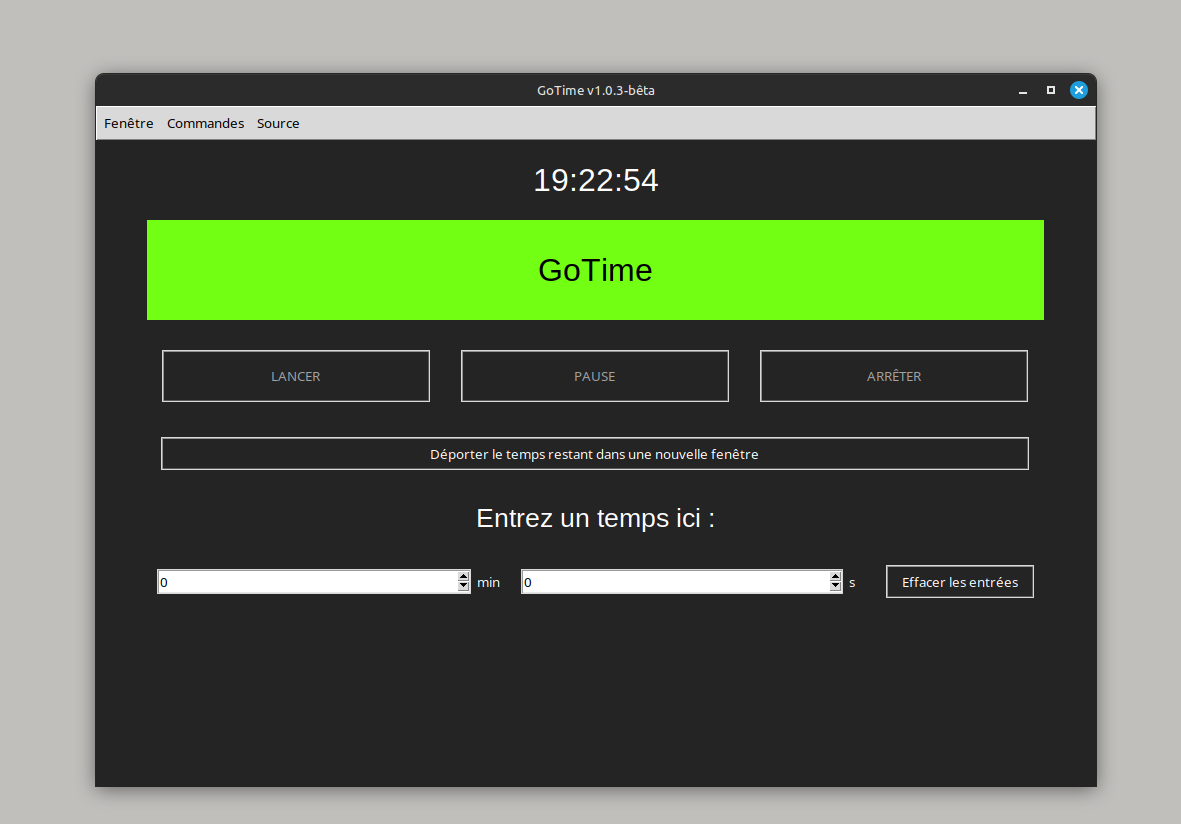 GoTime v1.0.3-bêta
Fenêtre Commandes Source
19:22:54
GoTime
LANCER PAUSE ARRÊTER
Déporter le temps restant dans une nouvelle fenêtre
Entrez un temps ici :
0 min 0 s Effacer les entrées